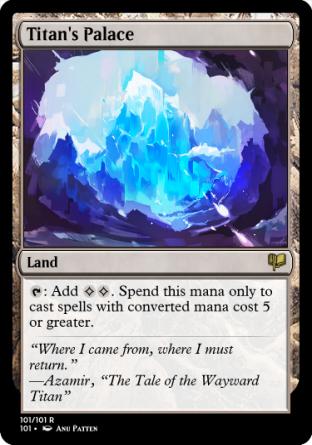 Titan's Palace
Land
: Add . Spend this mana only to
cast spells with converted mana cost 5
or greater.
“Where I came from, where I must
return.”
—Azamir, “The Tale of the Wayward
Titan”
101/101 R
101 • Anu Patten